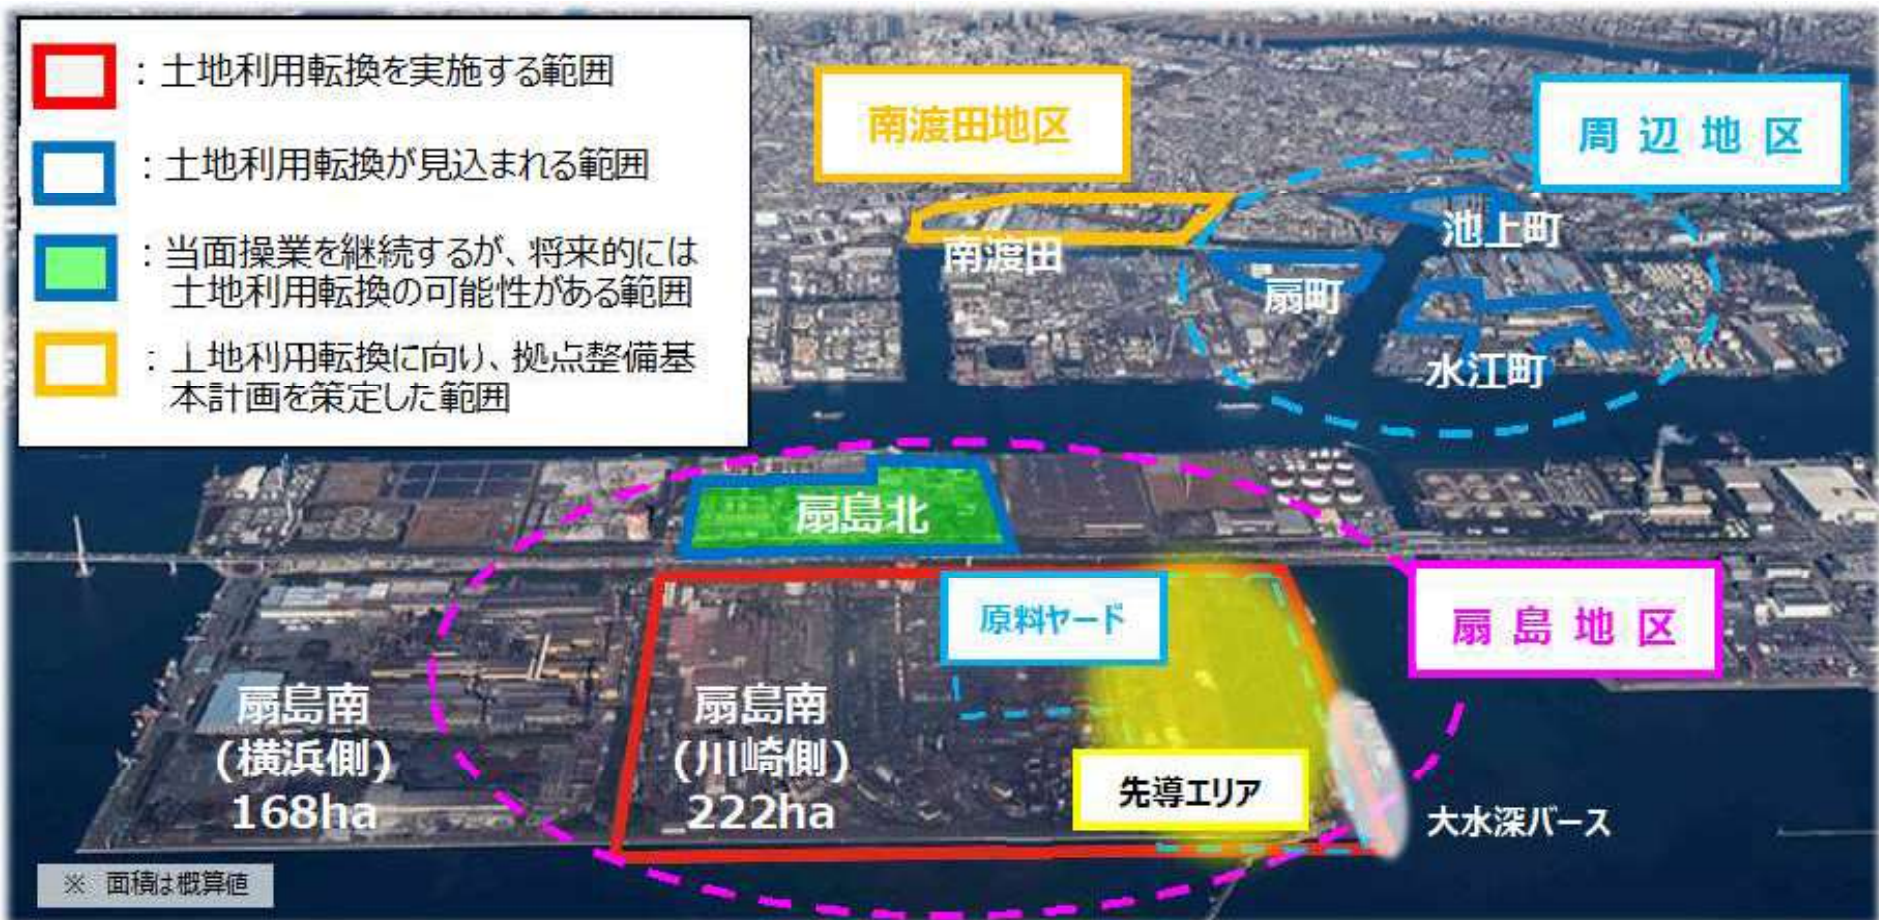 ：土地利用転換を実施する範囲
：土地利用転換が見込まれる範囲
：当面操業を継続するが、将来的には
土地利用転換の可能性がある範囲
：土地利用転換に向け、拠点整備基
本計画を策定した範囲
南渡田地区
周辺地区
池上町
南渡田
扇町
水江町
扇島北
原料ヤード
扇島地区
扇島南
(横浜側)
168ha
扇島南
(川崎側)
222ha
先導エリア
大水深バース
※ 面積は概算値